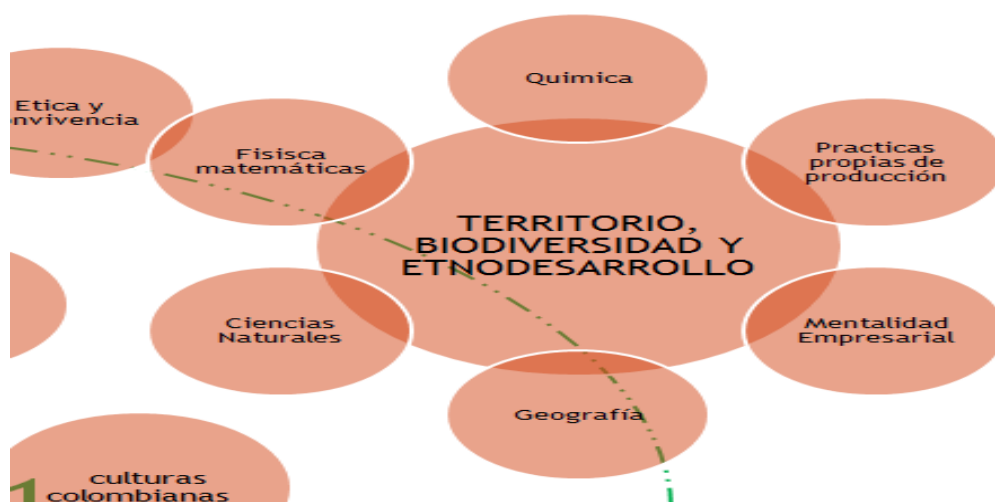 Quimica
Etica y
onvivencia
Fisisca
matemáticas
Practicas
propias de
producción
TERRITORIO,
BIODIVERSIDAD Y
ETNODESARROLLO
Ciencias
Naturales
Mentalidad
Empresarial
Geografía
culturas
colombianas